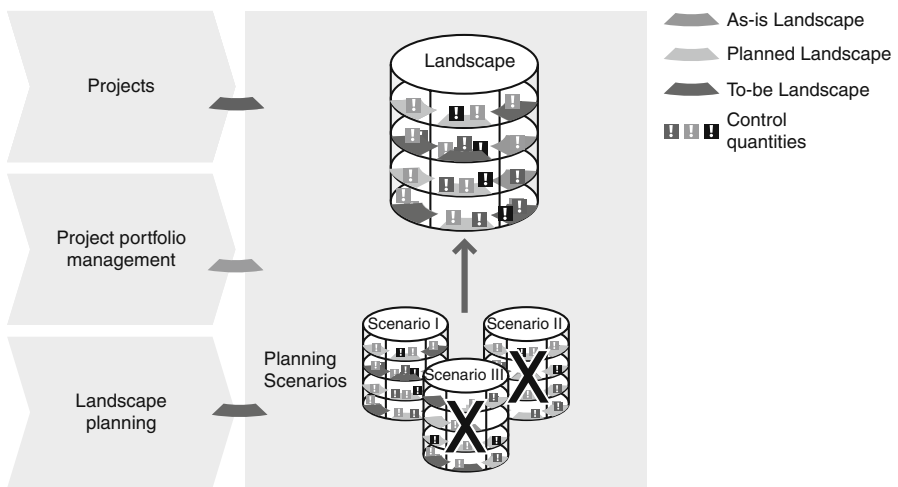 Projects
Project portfolio
management
Landscape
planning
Landscape
Planning
Scenarios
Scenario I
Scenario II
Scenario III
X
X
As-is Landscape
Planned Landscape
To-be Landscape
Control
quantities